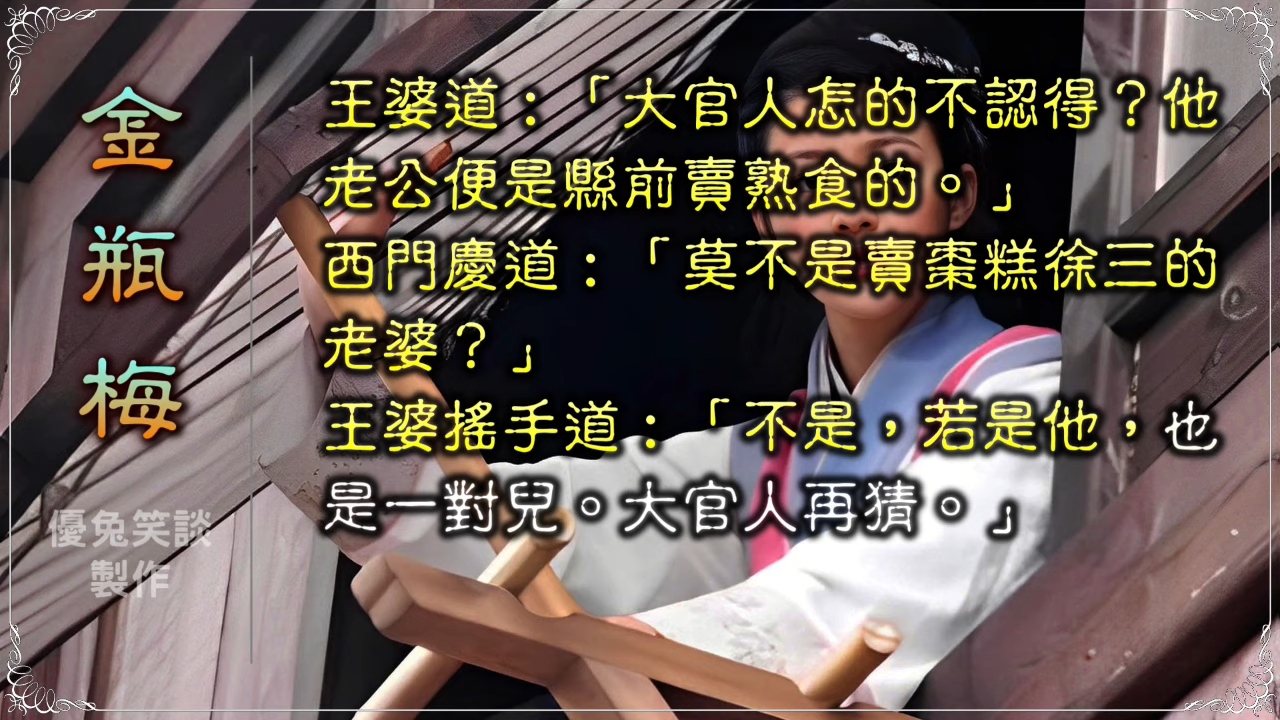 金瓶梅
優兔笑談
製作
王婆道：「大官人怎的不認得？他
老公便是縣前賣熟食的。」
西門慶道：「莫不是賣棗糕徐三的
老婆？」
王婆搖手道：「不是，若是他，也
是一對兒。大官人再猜。」